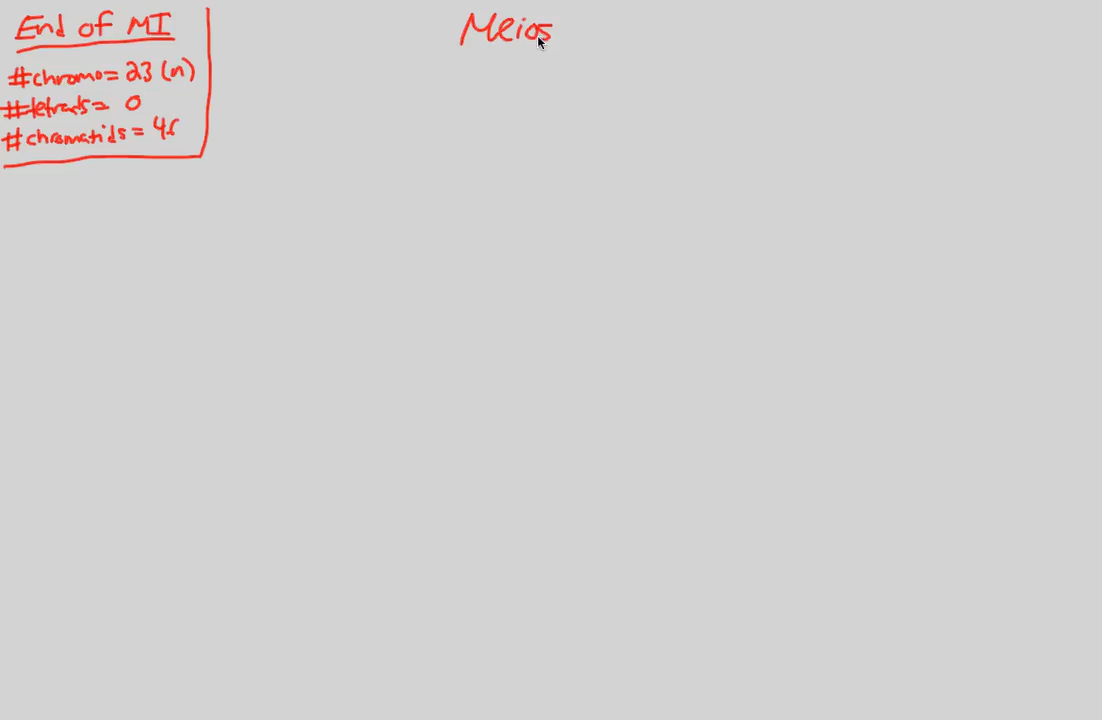 End of MI
#chromo = 23 (n)
#tetrads = 0
#chromatids = 46
Meios